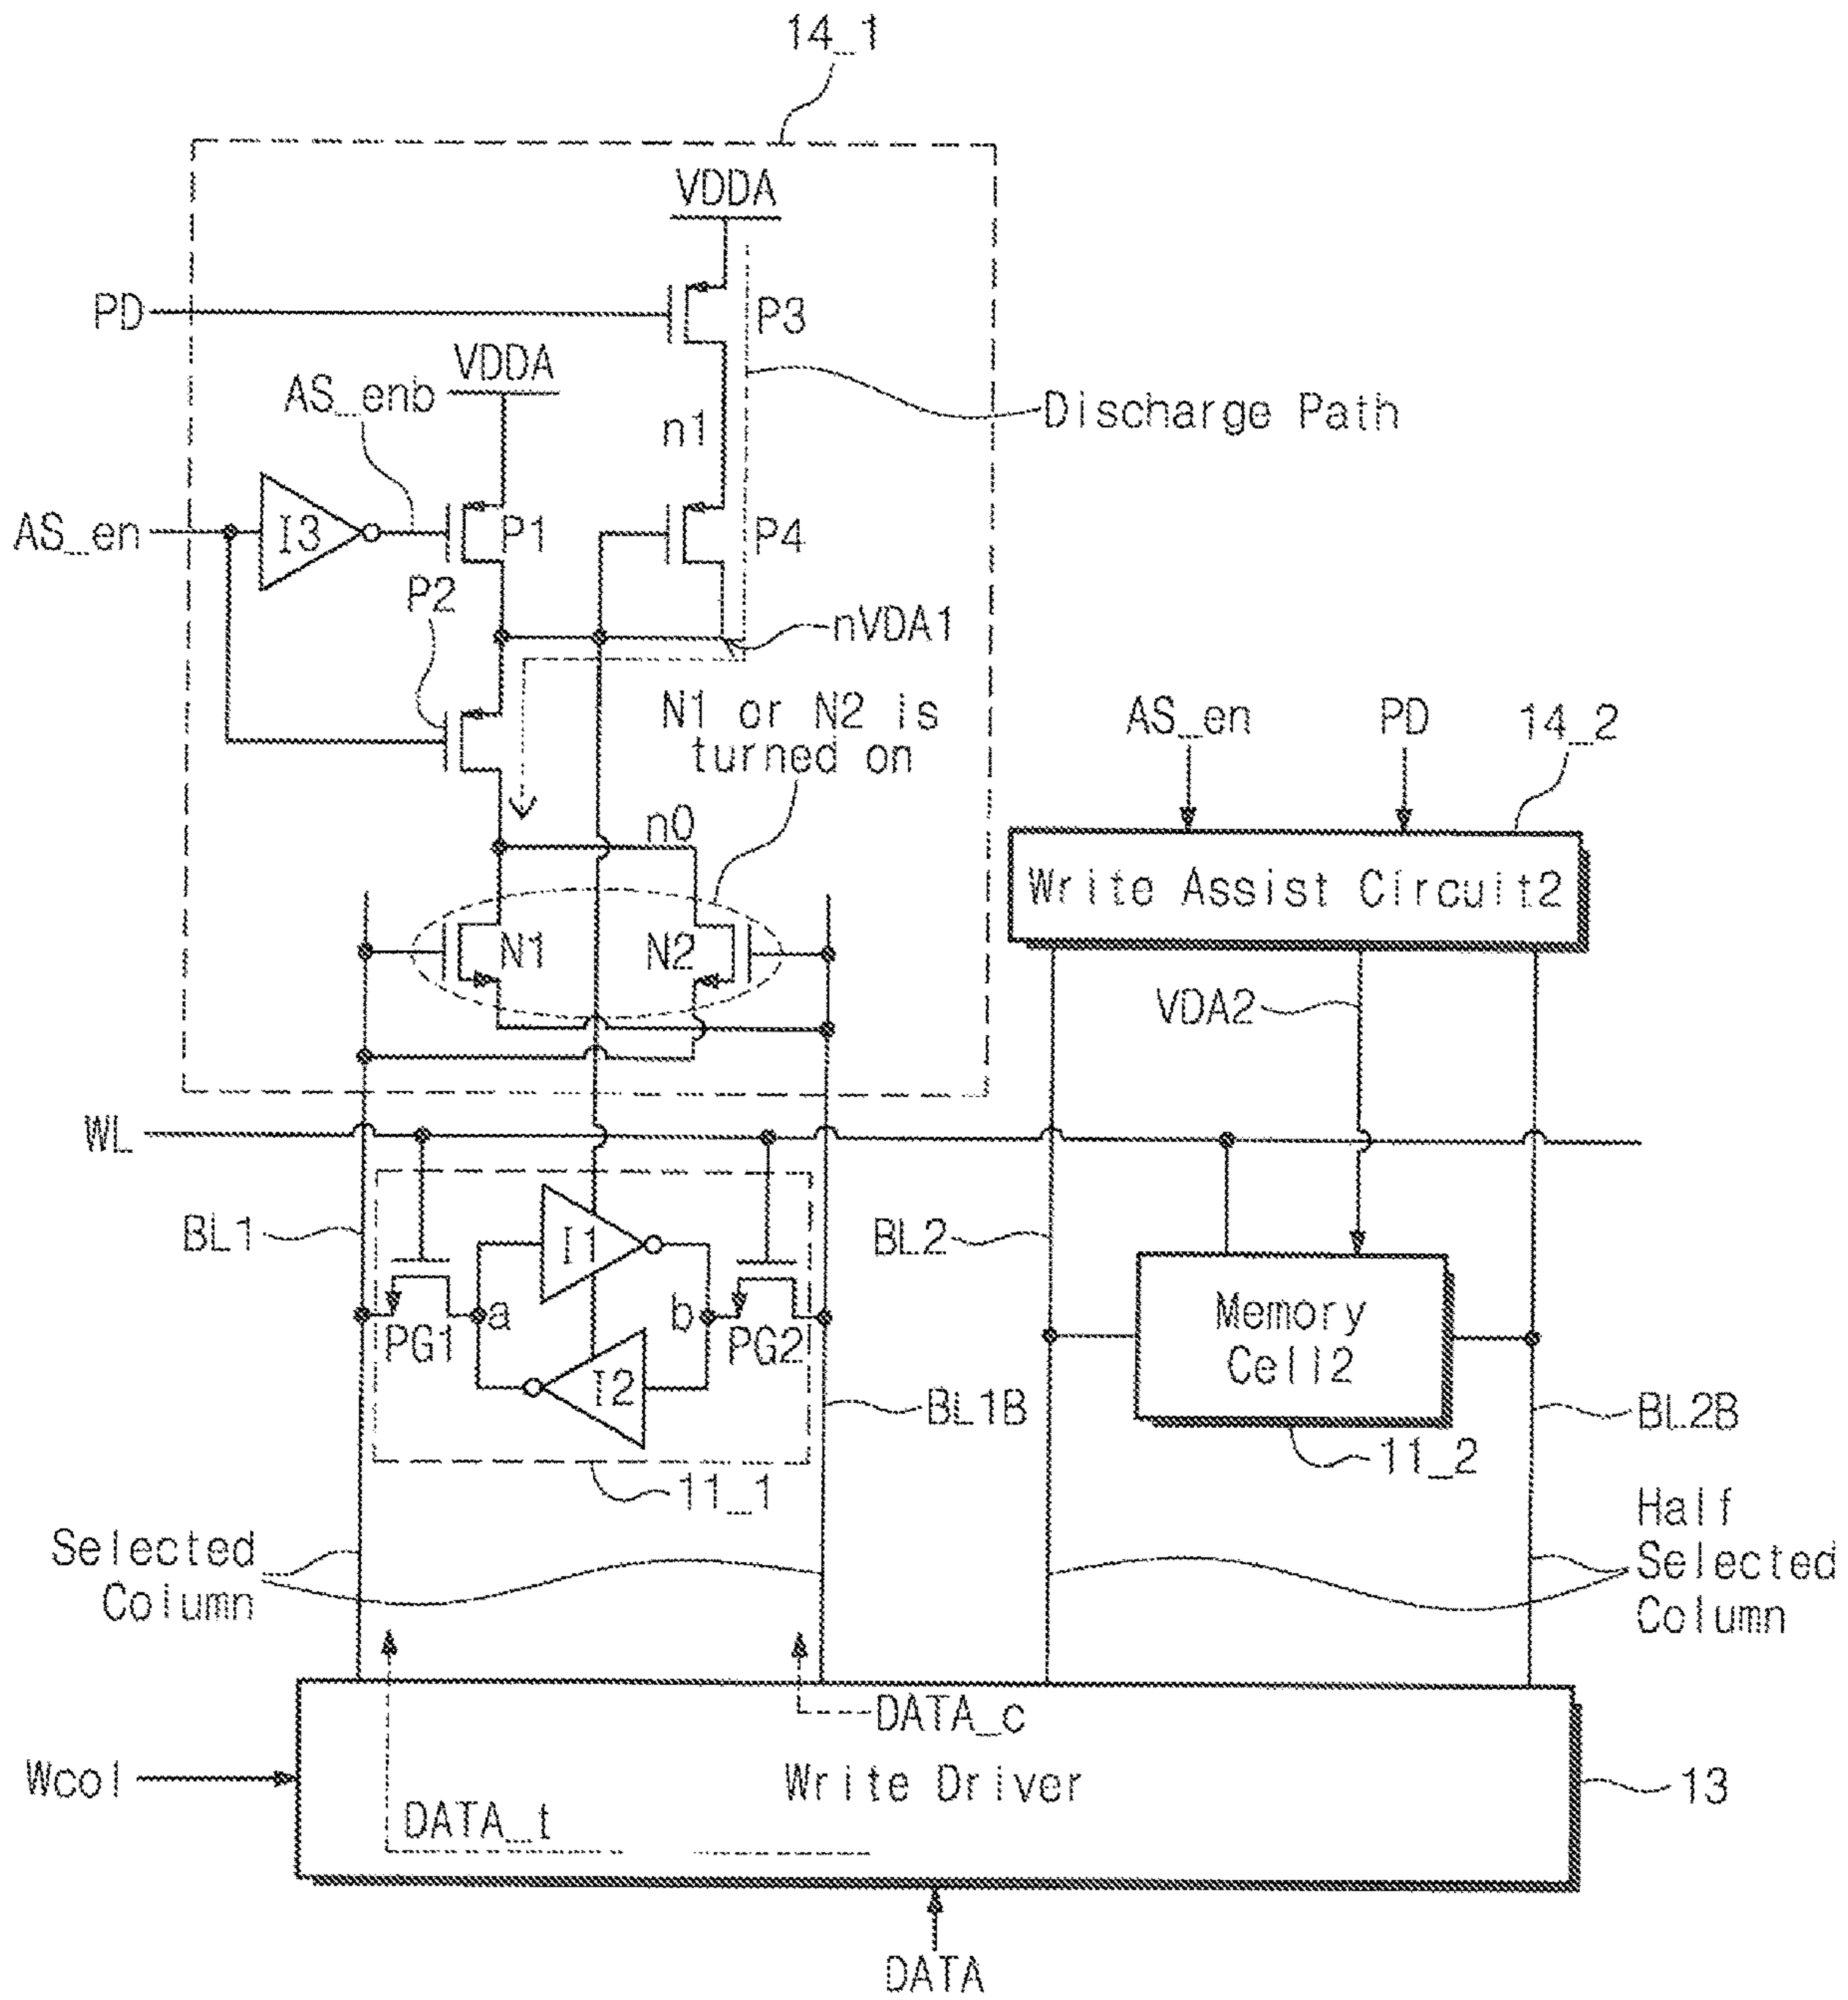 14_1
VDDA
PD
P3
VDDA
AS_enb
n1
Discharge Path
AS_en
I3
P1
P4
P2
nVDA1
N1 or N2 is
turned on
AS_en
PD
14_2
n0
Write Assist Circuit2
N1
N2
VDA2
WL
BL1
I1
BL2
a
b
PG1
PG2
Memory
Cell2
I2
BL1B
BL2B
11_1
11_2
Half
Selected
Column
Selected
Column
DATA_c
Wcol
Write Driver
13
DATA_t
DATA